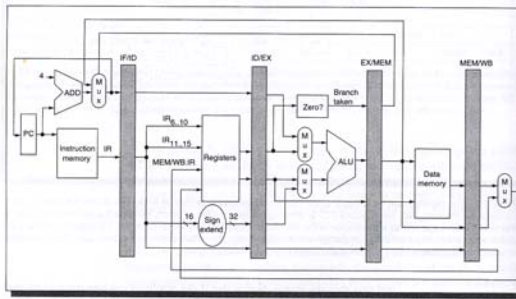 IF/ID
ID/EX
EX/MEM
MEM/WB
4
ADD
M
u
x
Zero?
Branch
taken
PC
Instruction
memory
IR
IR6..10
IR11..15
MEM/WB.IR
Registers
M
u
x
M
u
x
ALU
Data
memory
M
u
x
16
Sign
extend
32